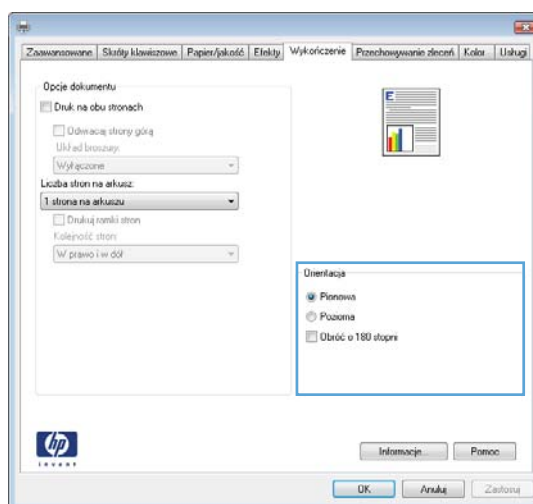 Zaawansowane Skróty klawiszowe Papier/jakość Efekty Wykończenie Przechowywanie zleceń Kolor Usługi
Opcje dokumentu
Druk na obu stronach
Odwracaj strony górą
Układ broszury:
Wyłączone
Liczba stron na arkusz:
1 strona na arkuszu
Drukuj ramki stron
Kolejność stron:
W prawo i w dół
E
Orientacja
Pionowa
Pozioma
Obróć o 180 stopni
hp
invent
Informacje... Pomoc
OK Anuluj Zastosuj